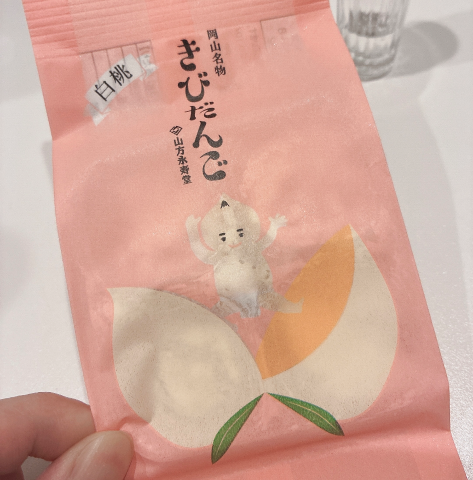 岡山名物
きびだんご
山方永寿堂
白桃